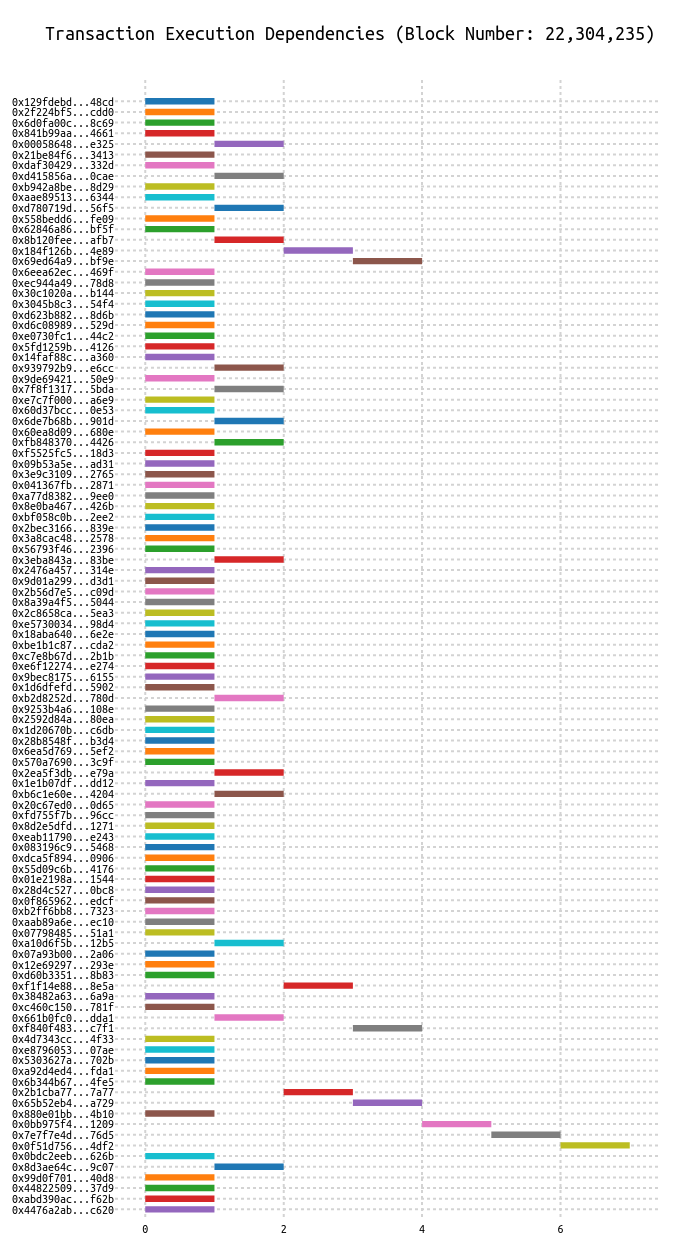 Transaction Execution Dependencies (Block Number: 22,304,235)
0x129fdebd...48cd
0x2f224bf5...cdd0
0x6d0fa00c...8c69
0x841b99aa...4661
0x00058648...e325
0x21be84f6...3413
0xdaf30429...332d
0xd415856a...0cae
0xb942a8be...8d29
0xaae89513...6344
0xd780719d...56f5
0x558bedd6...fe09
0x62846a86...bf5f
0x8b120fee...afb7
0x184f126b...4e89
0x69ed64a9...bf9e
0x6eea62ec...469f
0xec944a49...78d8
0x30c1020a...b144
0x3045b8c3...54f4
0xd623b882...8d6b
0xd6c08989...529d
0xe0730fc1...44c2
0x5fd1259b...4126
0x14faf88c...a360
0x939792b9...e6cc
0x9de69421...50e9
0x7f8f1317...5bda
0xe7c7f000...a6e9
0x60d37bcc...0e53
0x6de7b68b...901d
0x60ea8d09...680e
0xfb848370...4426
0xf5525fc5...18d3
0x09b53a5e...ad31
0x3e9c3109...2765
0x041367fb...2871
0xa77d8382...9ee0
0x8e0ba467...426b
0xbf058c0b...2ee2
0x2bec3166...839e
0x3a8cac48...2578
0x56793f46...2396
0x3eba843a...83be
0x2476a457...314e
0x9d01a299...d3d1
0x2b56d7e5...c09d
0x8a39a4f5...5044
0x2c8658ca...5ea3
0xe5730034...98d4
0x18aba640...6e2e
0xbe1b1c87...cda2
0xc7e8b67d...2b1b
0xe6f12274...e274
0x9bec8175...6155
0x1d6dfefd...5902
0xb2d8252d...780d
0x9253b4a6...108e
0x2592d84a...80ea
0x1d20670b...c6db
0x28b8548f...b3d4
0x6ea5d769...5ef2
0x570a7690...3c9f
0x2ea5f3db...e79a
0x1e1b07df...dd12
0xb6c1e60e...4204
0x20c67ed0...0d65
0xfd755f7b...96cc
0x8d2e5dfd...1271
0xeab11790...e243
0x083196c9...5468
0xdca5f894...0906
0x55d09c6b...4176
0x01e2198a...1544
0x28d4c527...0bc8
0x0f865962...edcf
0xb2ff6bb8...7323
0xaab89a6e...ec10
0x07798485...51a1
0xa10d6f5b...12b5
0x07a93b00...2a06
0x12e69297...293e
0xd60b3351...8b83
0xf1f14e88...8e5a
0x38482a63...6a9a
0xc460c150...781f
0x661b0fc0...dda1
0xf840f483...c7f1
0x4d7343cc...4f33
0xe8796053...07ae
0x5303627a...702b
0xa92d4ed4...fda1
0x6b344b67...4fe5
0x2b1cba77...7a77
0x65b52eb4...a729
0x880e01bb...4b10
0x0bb975f4...1209
0x7e7f7e4d...76d5
0x0f51d756...4df2
0x0bdc2eeb...626b
0x8d3ae64c...9c07
0x99d0f701...40d8
0x44822509...37d9
0xabd390ac...f62b
0x4476a2ab...c620
0 2 4 6